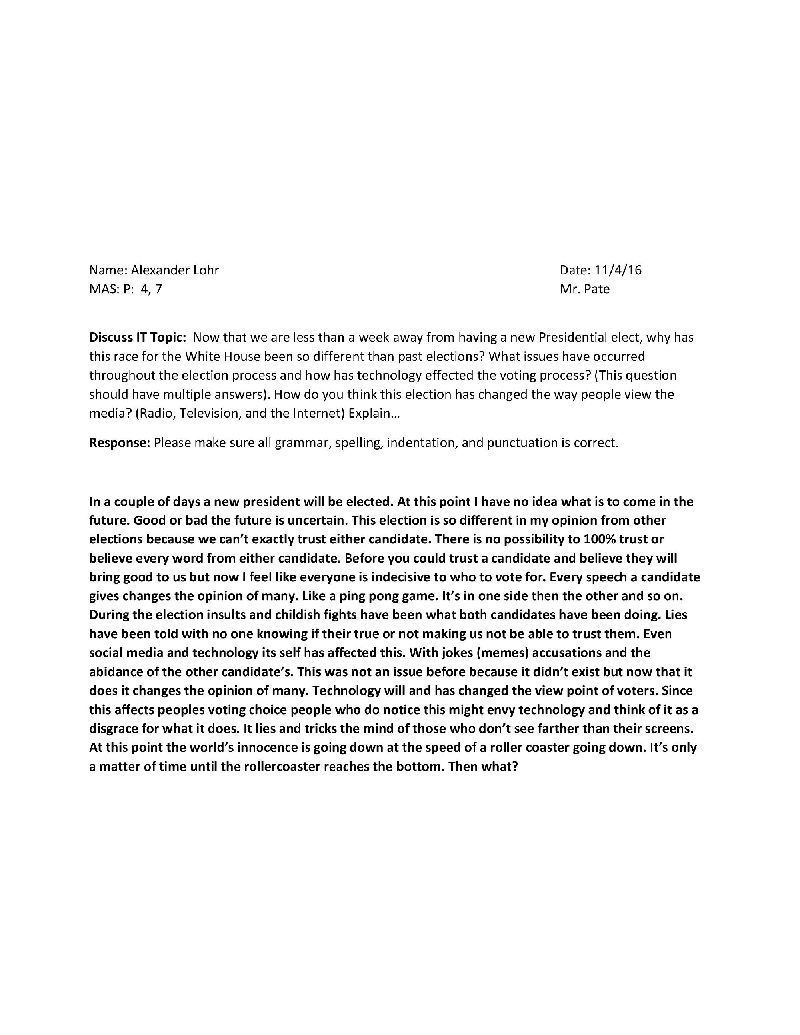 Name: Alexander Lohr Date: 11/4/16
MAS: P: 4, 7 Mr. Pate
Discuss IT Topic: Now that we are less than a week away from having a new Presidential elect, why has
this race for the White House been so different than past elections? What issues have occurred
throughout the election process and how has technology effected the voting process? (This question
should have multiple answers). How do you think this election has changed the way people view the
media? (Radio, Television, and the Internet) Explain…
Response: Please make sure all grammar, spelling, indentation, and punctuation is correct.
In a couple of days a new president will be elected. At this point I have no idea what is to come in the
future. Good or bad the future is uncertain. This election is so different in my opinion from other
elections because we can’t exactly trust either candidate. There is no possibility to 100% trust or
believe every word from either candidate. Before you could trust a candidate and believe they will
bring good to us but now I feel like everyone is indecisive to who to vote for. Every speech a candidate
gives changes the opinion of many. Like a ping pong game. It’s in one side then the other and so on.
During the election insults and childish fights have been what both candidates have been doing. Lies
have been told with no one knowing if their true or not making us not be able to trust them. Even
social media and technology its self has affected this. With jokes (memes) accusations and the
abidance of the other candidate’s. This was not an issue before because it didn’t exist but now that it
does it changes the opinion of many. Technology will and has changed the view point of voters. Since
this affects peoples voting choice people who do notice this might envy technology and think of it as a
disgrace for what it does. It lies and tricks the mind of those who don’t see farther than their screens.
At this point the world’s innocence is going down at the speed of a roller coaster going down. It’s only
a matter of time until the rollercoaster reaches the bottom. Then what?